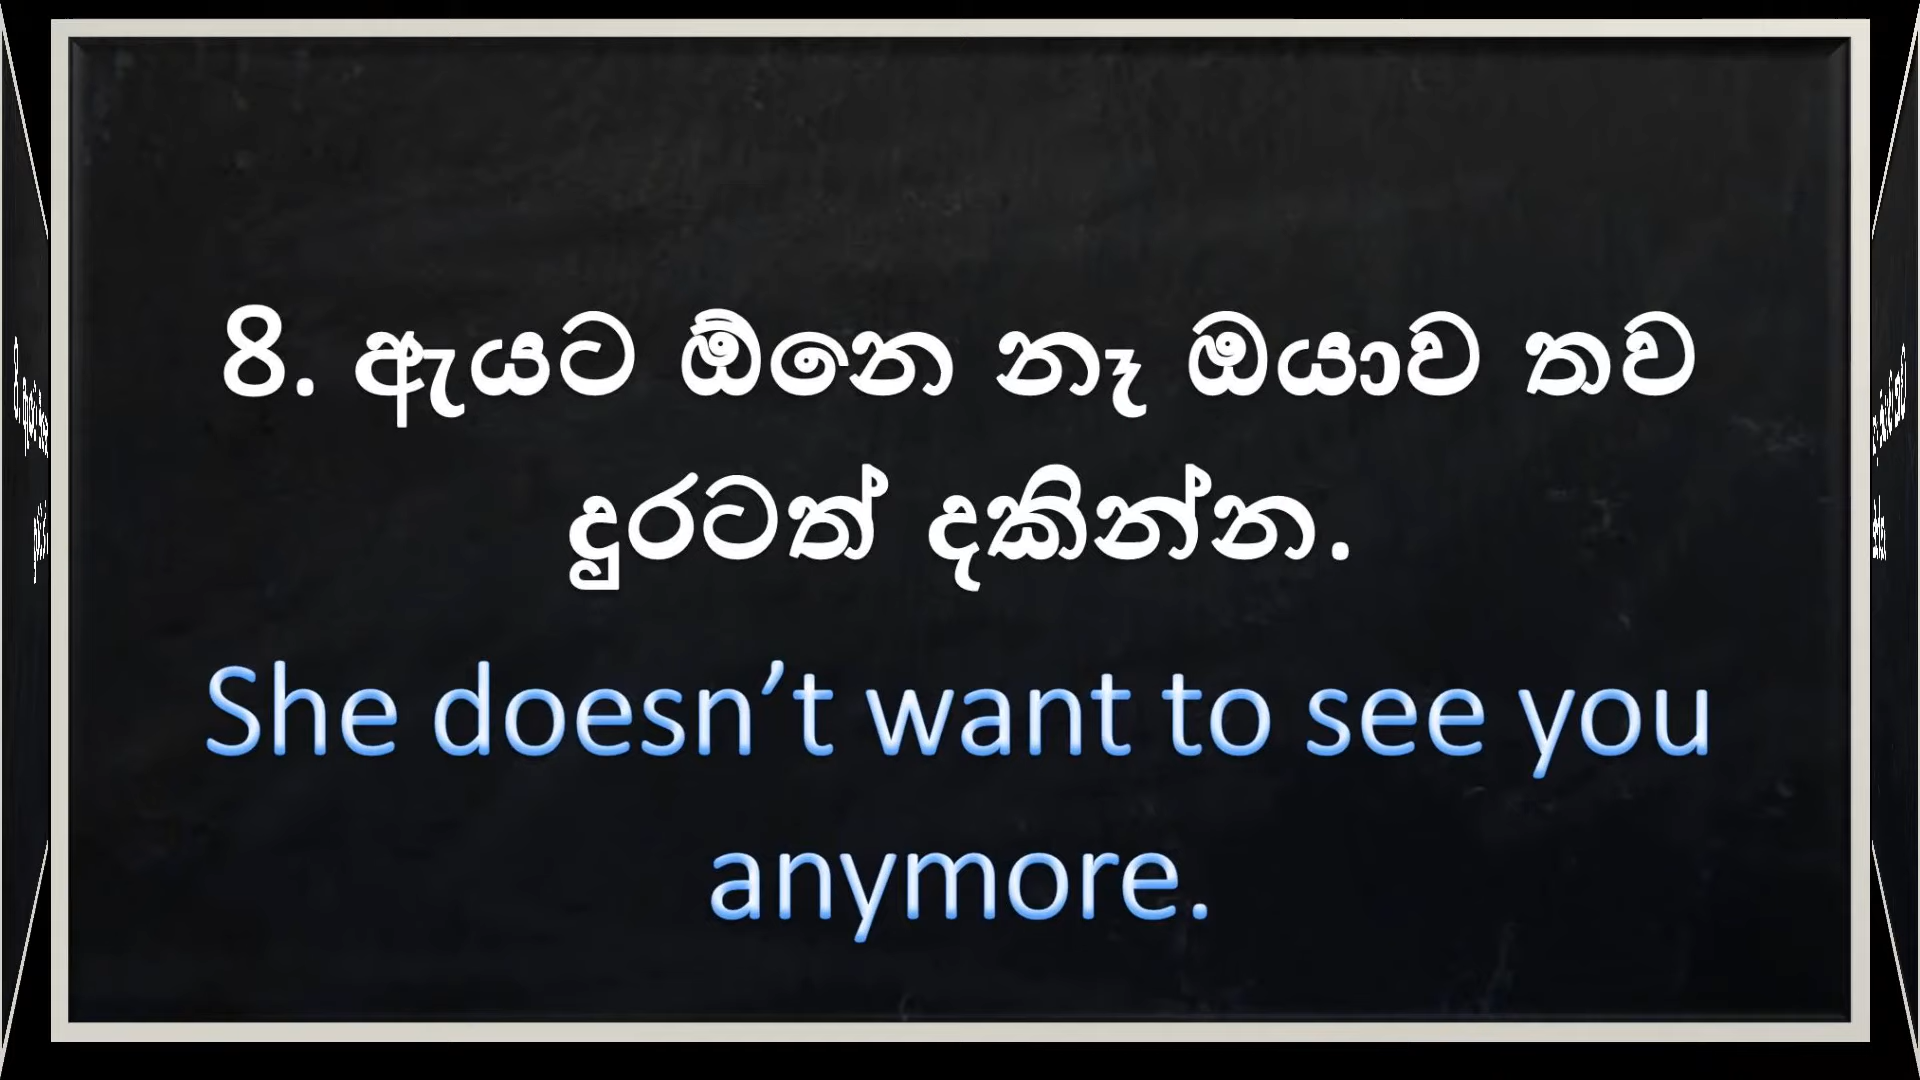 8. ඇයට ඕනෙ නෑ ඔයාව තව
දුරටත් දකින්න.
She doesn’t want to see you
anymore.